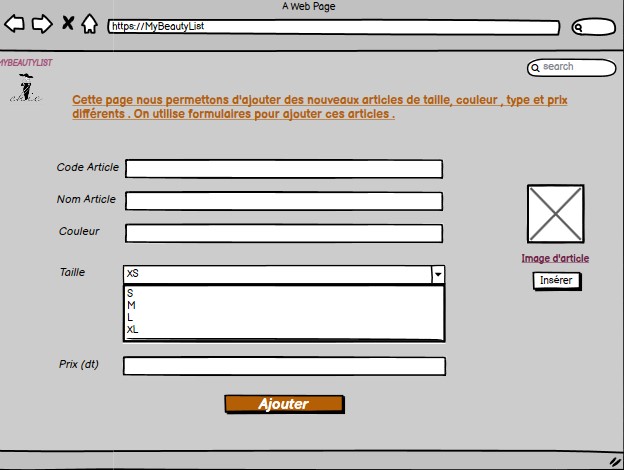 A Web Page
https://MyBeautyList
MYBEAUTYLIST
search
chic
Cette page nous permettons d'ajouter des nouveaux articles de taille, couleur , type et prix
différents . On utilise formulaires pour ajouter ces articles .
Code Article
Nom Article
Couleur
Taille
XS
S
M
L
XL
Image d'article
Insérer
Prix (dt)
Ajouter